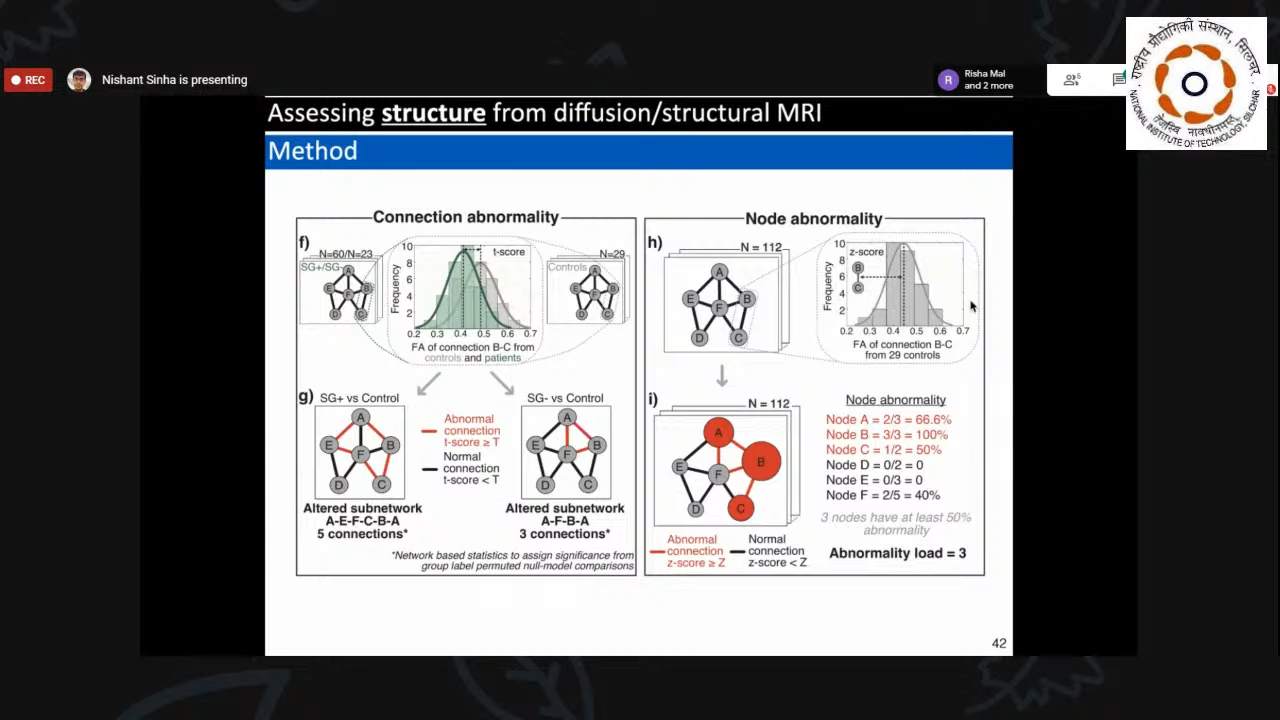 REC
Nishant Sinha is presenting
R
Risha Mal
and 2 more
6
राष्ट्रीय प्रौद्योगिकी संस्थान, सिलचर
NATIONAL INSTITUTE OF TECHNOLOGY, SILCHAR
Assessing structure from diffusion/structural MRI
Method
Connection abnormality
f)
N=60/N=23
SG+/SG-
A
E
B
F
D
C
10
8
6
4
2
Frequency
t-score
0.2 0.3 0.4 0.5 0.6 0.7
FA of connection B-C from
controls and patients
N=29
Controls
A
E
B
F
D
C
g)
SG+ vs Control
A
E
B
F
D
C
Altered subnetwork
A-E-F-C-B-A
5 connections*
Abnormal
connection
t-score ≥ T
Normal
connection
t-score < T
SG- vs Control
A
E
B
F
D
C
Altered subnetwork
A-F-B-A
3 connections*
*Network based statistics to assign significance from
group label permuted null-model comparisons
Node abnormality
h)
N = 112
A
E
B
F
D
C
10
8
6
4
2
Frequency
z-score
B
C
0.2 0.3 0.4 0.5 0.6 0.7
FA of connection B-C
from 29 controls
i)
N = 112
A
B
E
F
D
C
Abnormal
connection
z-score ≥ Z
Normal
connection
z-score < Z
Node abnormality
Node A = 2/3 = 66.6%
Node B = 3/3 = 100%
Node C = 1/2 = 50%
Node D = 0/2 = 0
Node E = 0/3 = 0
Node F = 2/5 = 40%
3 nodes have at least 50%
abnormality
Abnormality load = 3
42